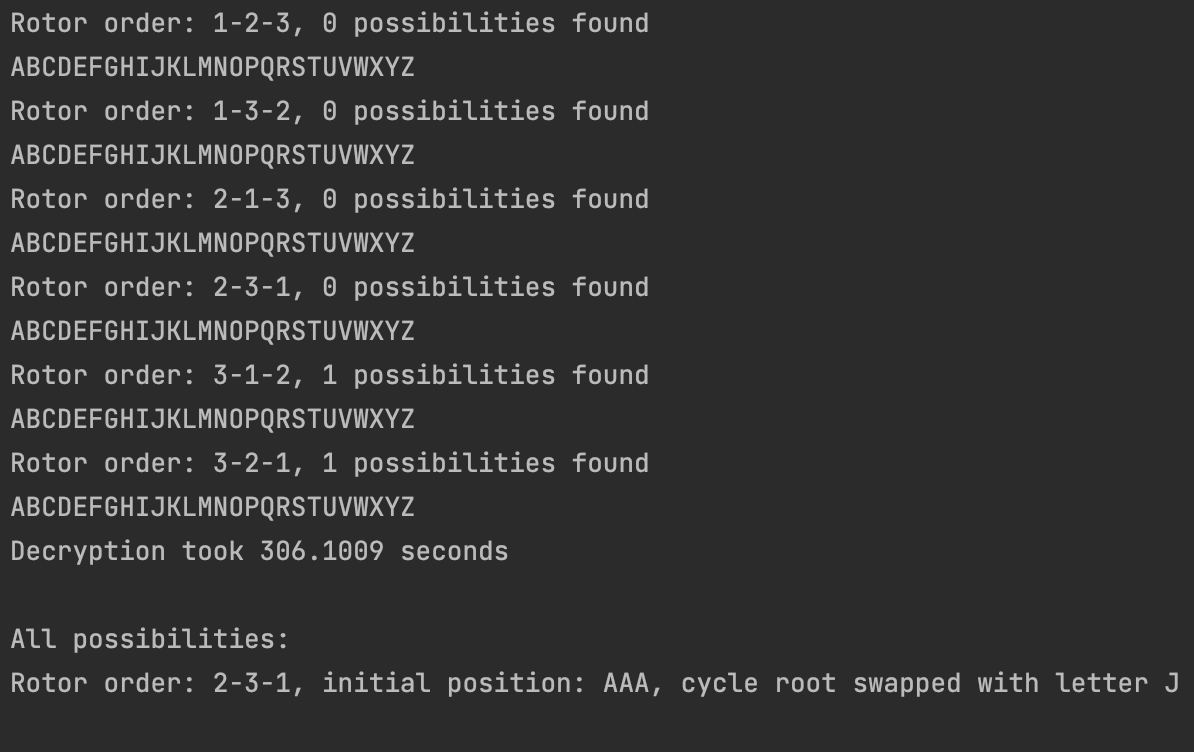 Rotor order: 1-2-3, 0 possibilities found
ABCDEFGHIJKLMNOPQRSTUVWXYZ
Rotor order: 1-3-2, 0 possibilities found
ABCDEFGHIJKLMNOPQRSTUVWXYZ
Rotor order: 2-1-3, 0 possibilities found
ABCDEFGHIJKLMNOPQRSTUVWXYZ
Rotor order: 2-3-1, 0 possibilities found
ABCDEFGHIJKLMNOPQRSTUVWXYZ
Rotor order: 3-1-2, 1 possibilities found
ABCDEFGHIJKLMNOPQRSTUVWXYZ
Rotor order: 3-2-1, 1 possibilities found
ABCDEFGHIJKLMNOPQRSTUVWXYZ
Decryption took 306.1009 seconds
All possibilities:
Rotor order: 2-3-1, initial position: AAA, cycle root swapped with letter J